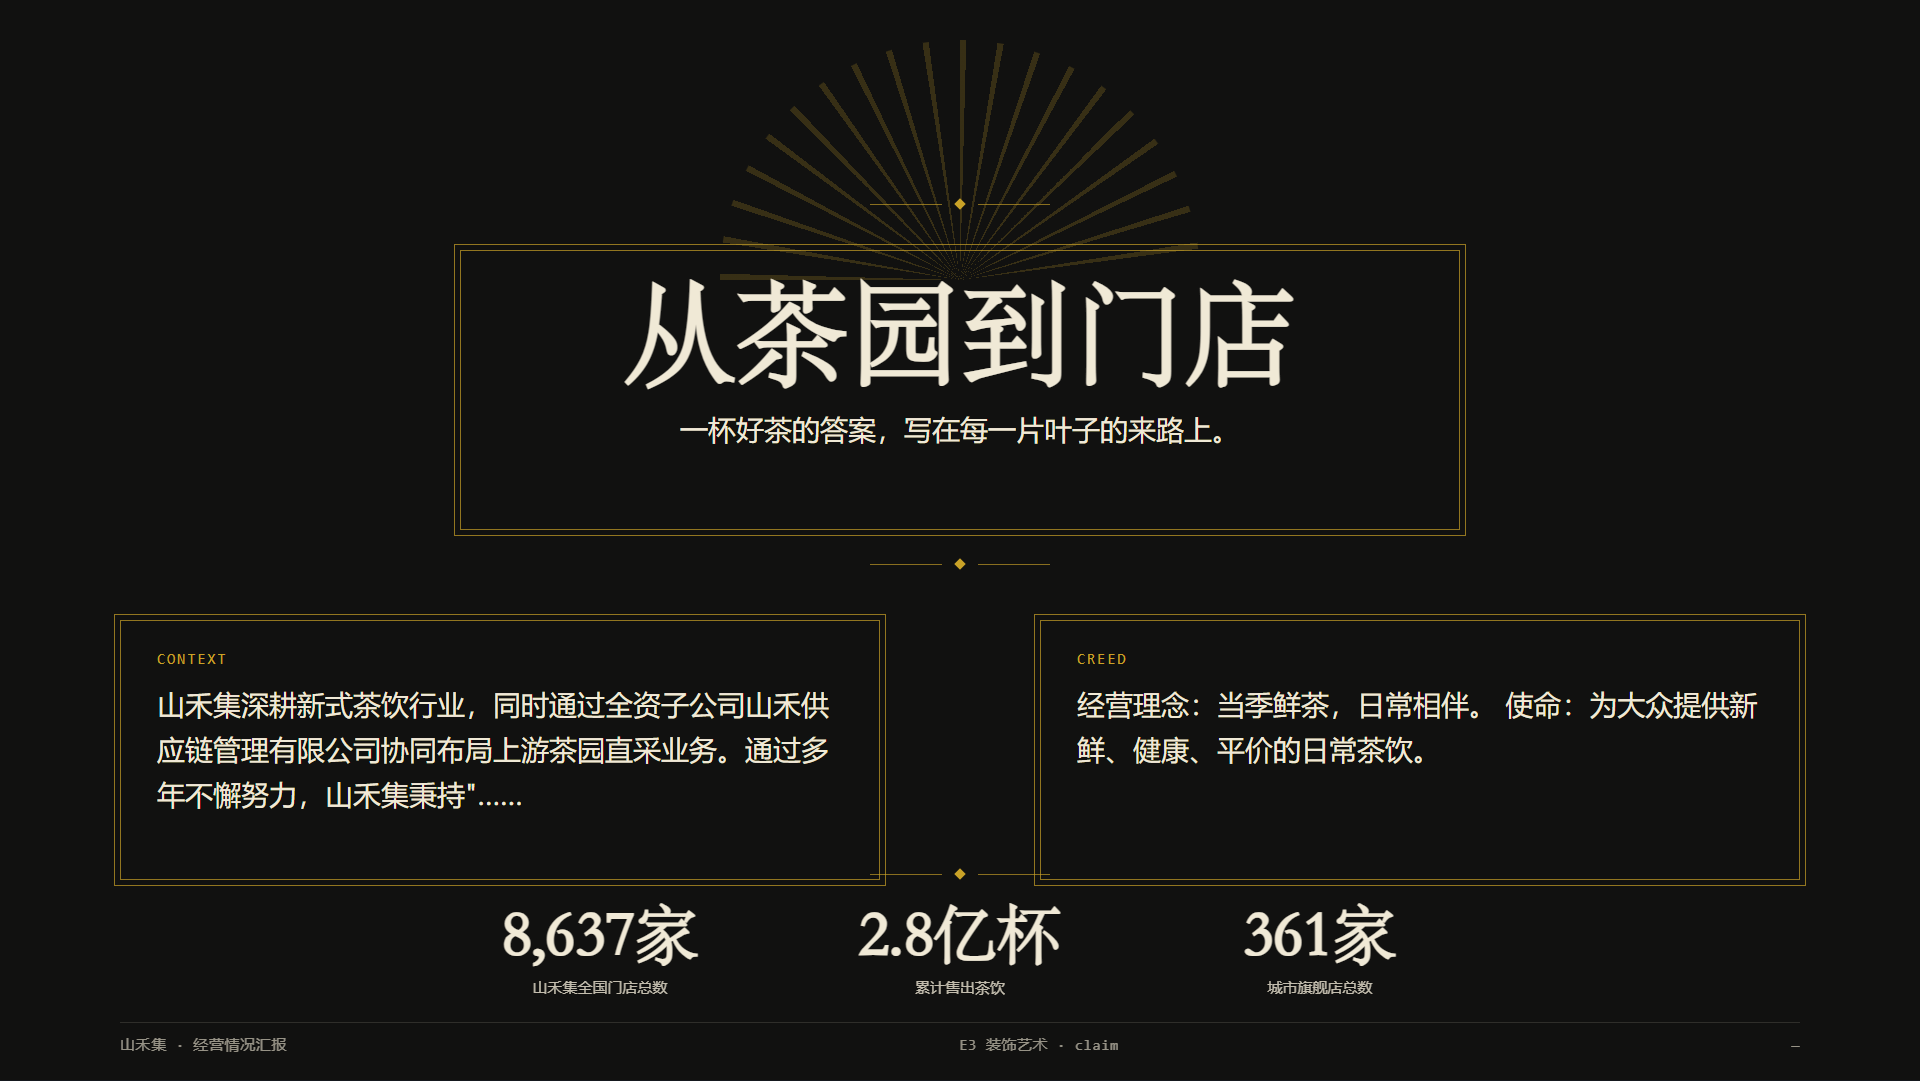 从茶园到门店
一杯好茶的答案，写在每一片叶子的来路上。
CONTEXT
山禾集深耕新式茶饮行业，同时通过全资子公司山禾供
应链管理有限公司协同布局上游茶园直采业务。通过多
年不懈努力，山禾集秉持"……
CREED
经营理念：当季鲜茶，日常相伴。 使命：为大众提供新
鲜、健康、平价的日常茶饮。
8,637家
山禾集全国门店总数
2.8亿杯
累计售出茶饮
361家
城市旗舰店总数
山禾集 · 经营情况汇报
E3 装饰艺术 · claim
—